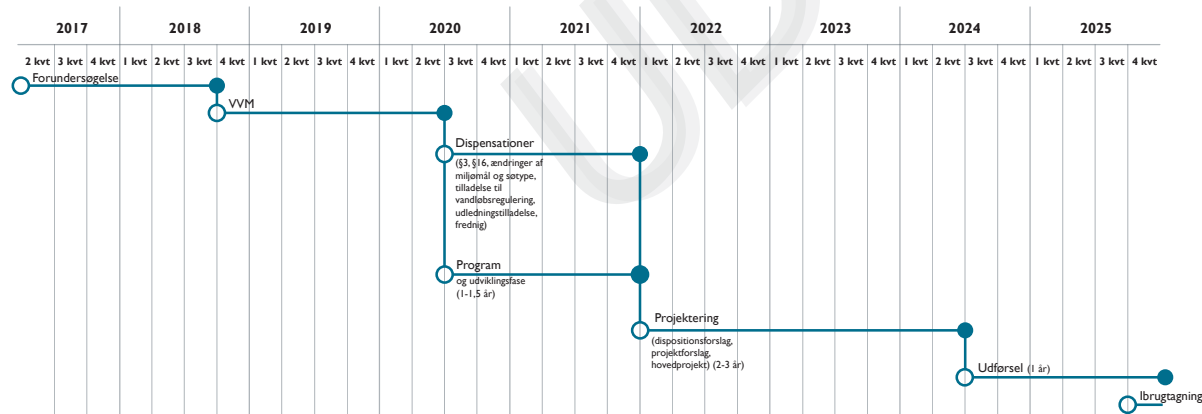 2017 2018 2019 2020 2021 2022 2023 2024 2025
2 kvt 3 kvt 4 kvt 1 kvt 2 kvt 3 kvt 4 kvt 1 kvt 2 kvt 3 kvt 4 kvt 1 kvt 2 kvt 3 kvt 4 kvt 1 kvt 2 kvt 3 kvt 4 kvt 1 kvt 2 kvt 3 kvt 4 kvt 1 kvt 2 kvt 3 kvt 4 kvt 1 kvt 2 kvt 3 kvt 4 kvt 1 kvt 2 kvt 3 kvt 4 kvt
Forundersøgelse
VVM
Dispensationer
(§3, §16, ændringer af
miljømål og søtype,
tilladelse til
vandløbsregulering,
udledningstilladelse,
frednig)
Program
og udviklingsfase
(1-1,5 år)
Projektering
(dispositionsforslag,
projektforslag,
hovedprojekt) (2-3 år)
Udførsel (1 år)
Ibrugtagning